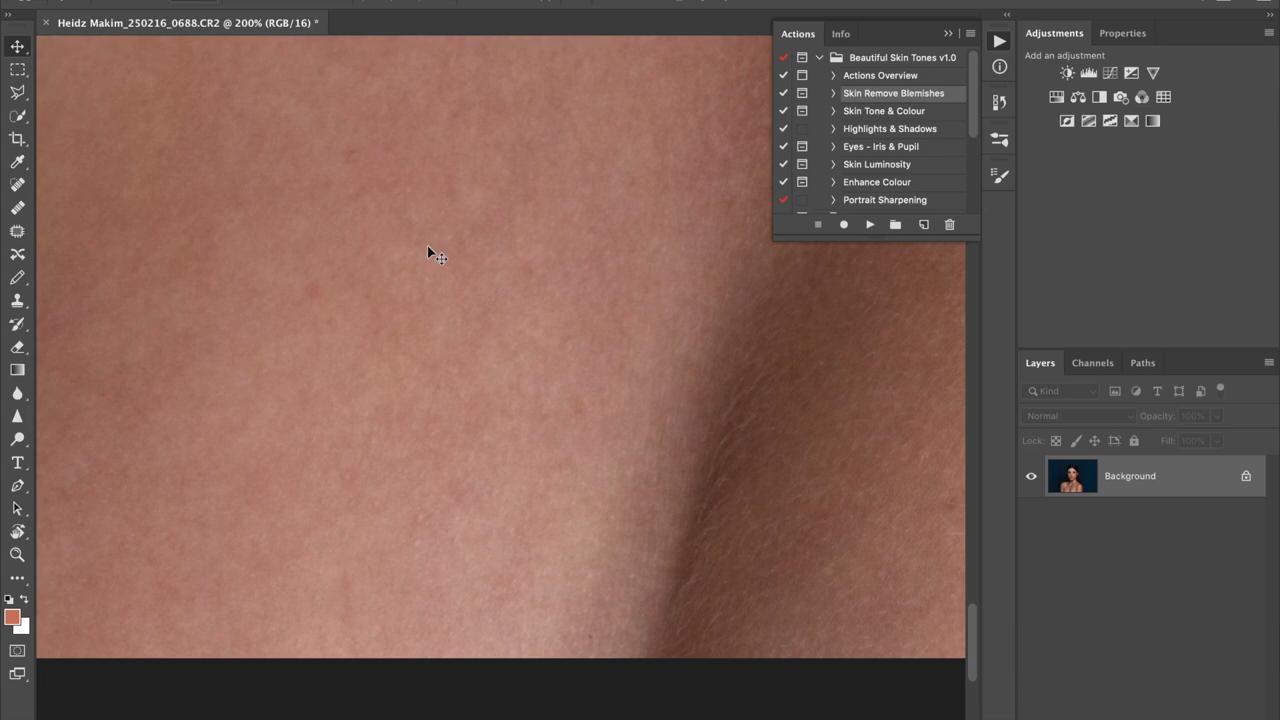 Heidz Makim_250216_0688.CR2 @ 200% (RGB/16) *
Actions Info
Beautiful Skin Tones v1.0
Actions Overview
Skin Remove Blemishes
Skin Tone & Colour
Highlights & Shadows
Eyes - Iris & Pupil
Skin Luminosity
Enhance Colour
Portrait Sharpening
Adjustments Properties
Add an adjustment
Layers Channels Paths
Kind
Normal Opacity: 100%
Lock: Fill: 100%
Background